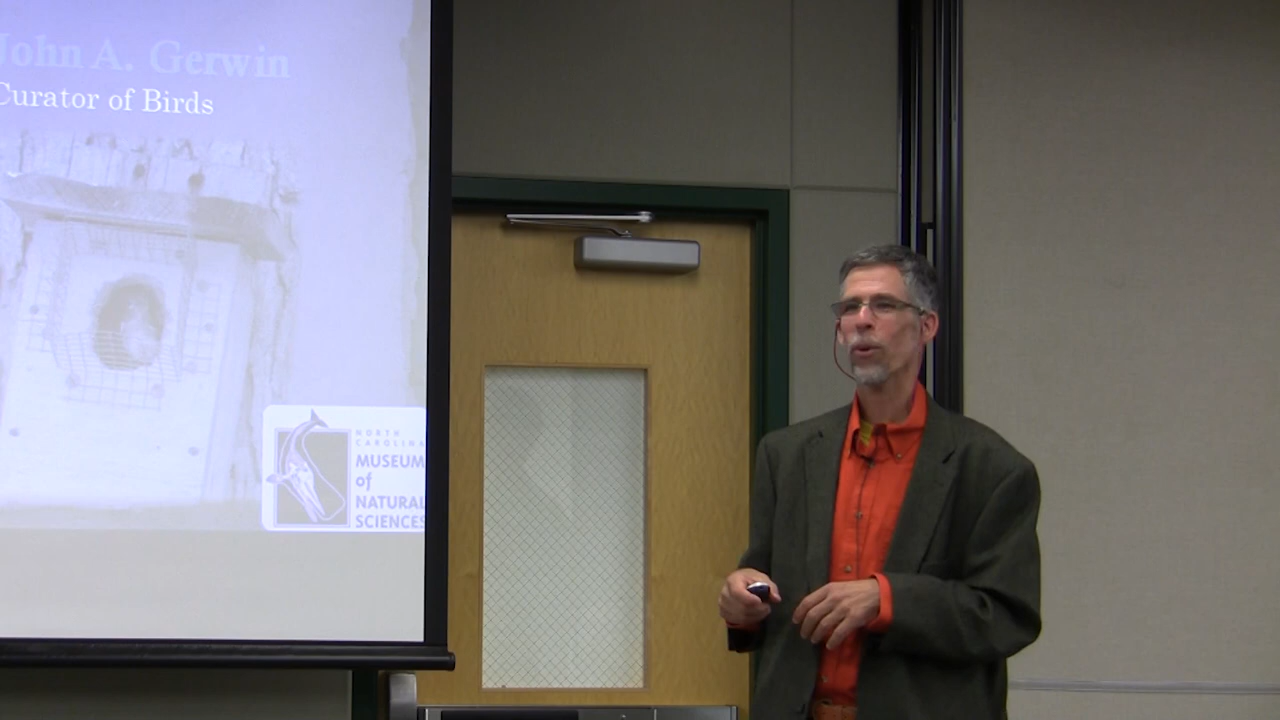 John A. Gerwin
Curator of Birds
NORTH
CAROLINA
MUSEUM
of
NATURAL
SCIENCES